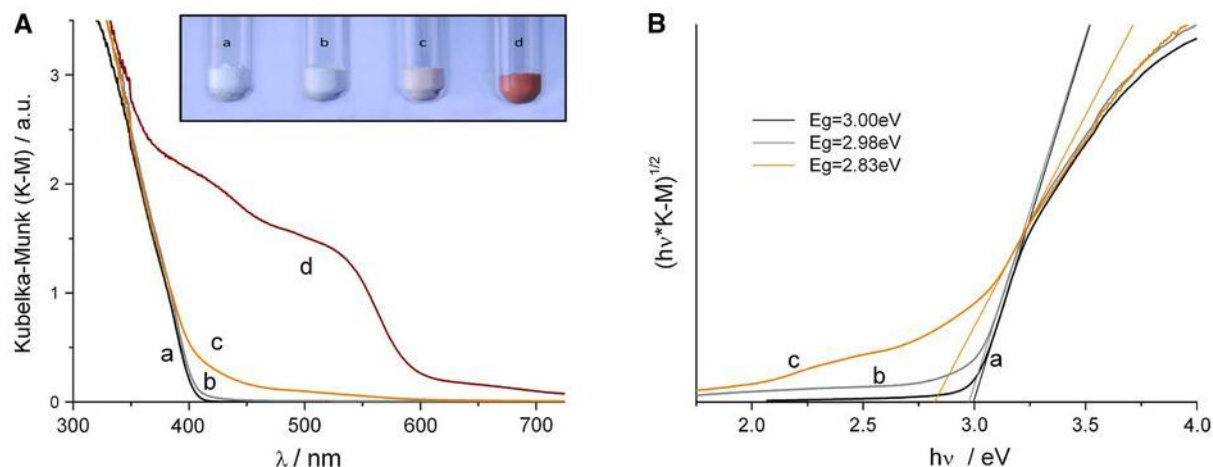 A
a
b
c
d
3
2
1
0
Kubelka-Munk (K-M) / a.u.
d
c
a
b
300
400
500
600
700
λ / nm
B
Eg=3.00eV
Eg=2.98eV
Eg=2.83eV
(hν*K-M)^1/2
c
b
a
2.0
2.5
3.0
3.5
4.0
hν / eV